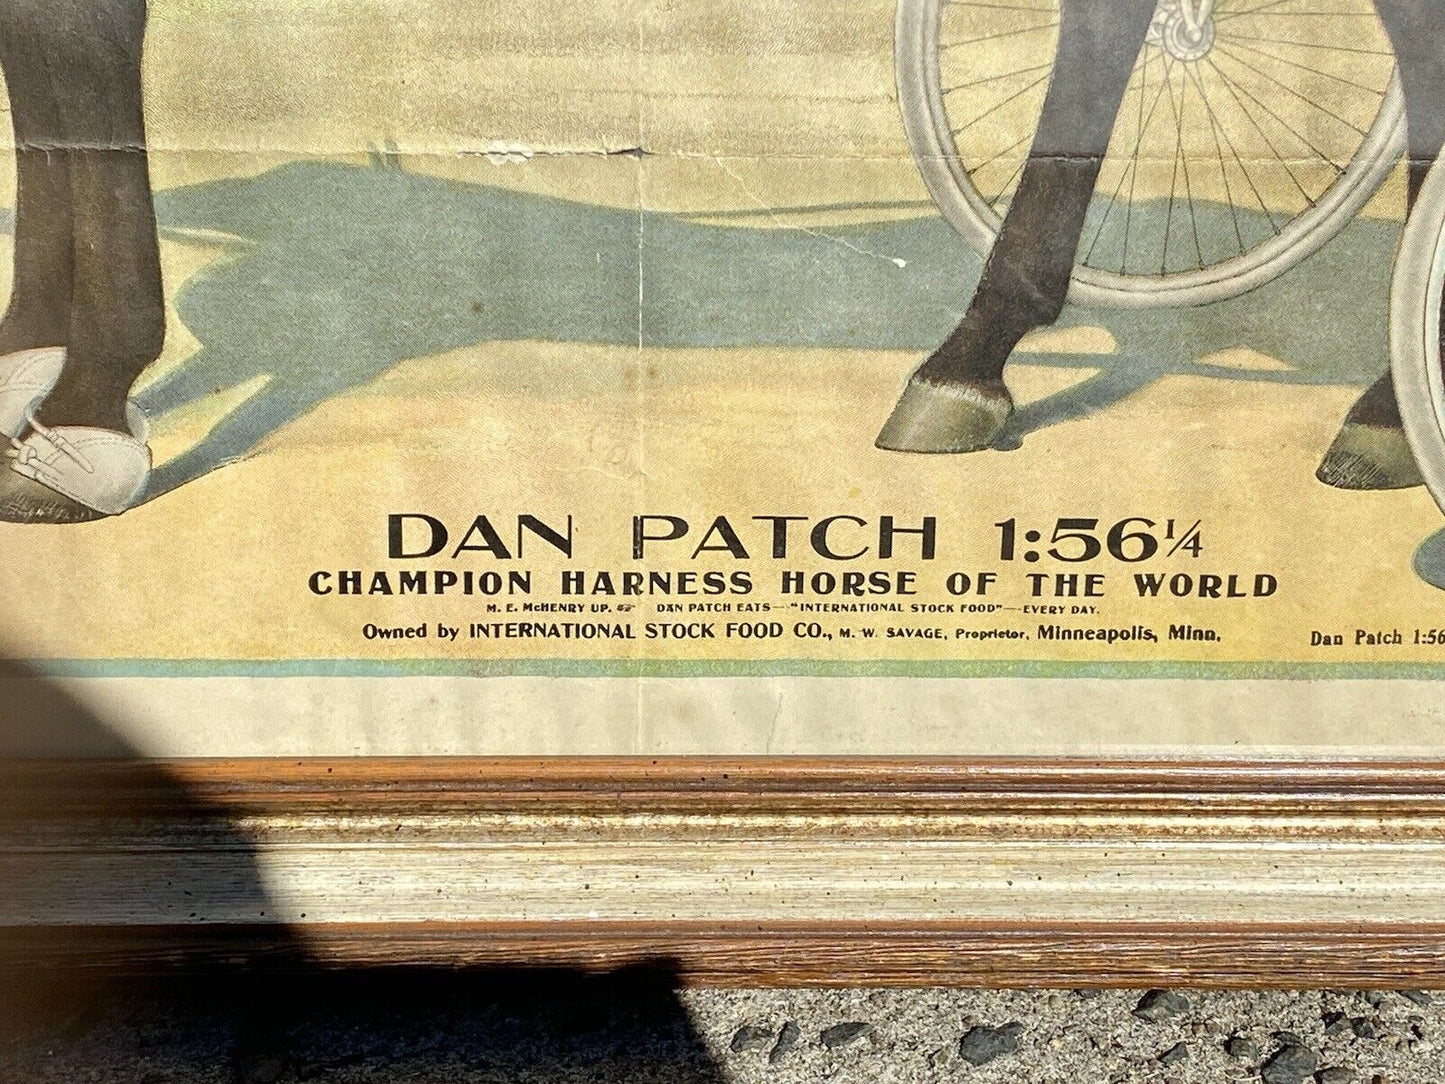 DAN PATCH 1:56¼
CHAMPION HARNESS HORSE OF THE WORLD
M. E. McHENRY UP. ☞ DAN PATCH EATS—"INTERNATIONAL STOCK FOOD"—EVERY DAY.
Owned by INTERNATIONAL STOCK FOOD CO., M. W. SAVAGE, Proprietor, Minneapolis, Minn.
Dan Patch 1:56